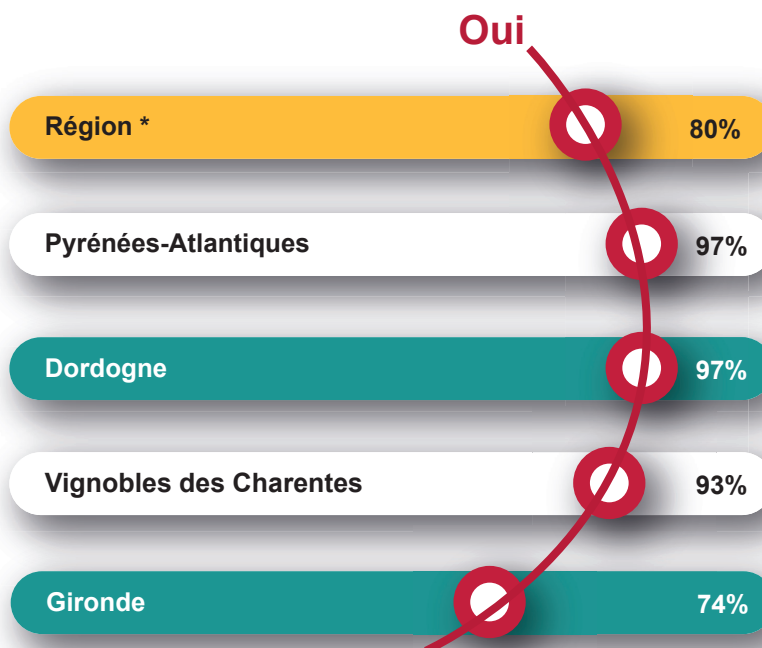 Oui
Région * 80%
Pyrénées-Atlantiques 97%
Dordogne 97%
Vignobles des Charentes 93%
Gironde 74%